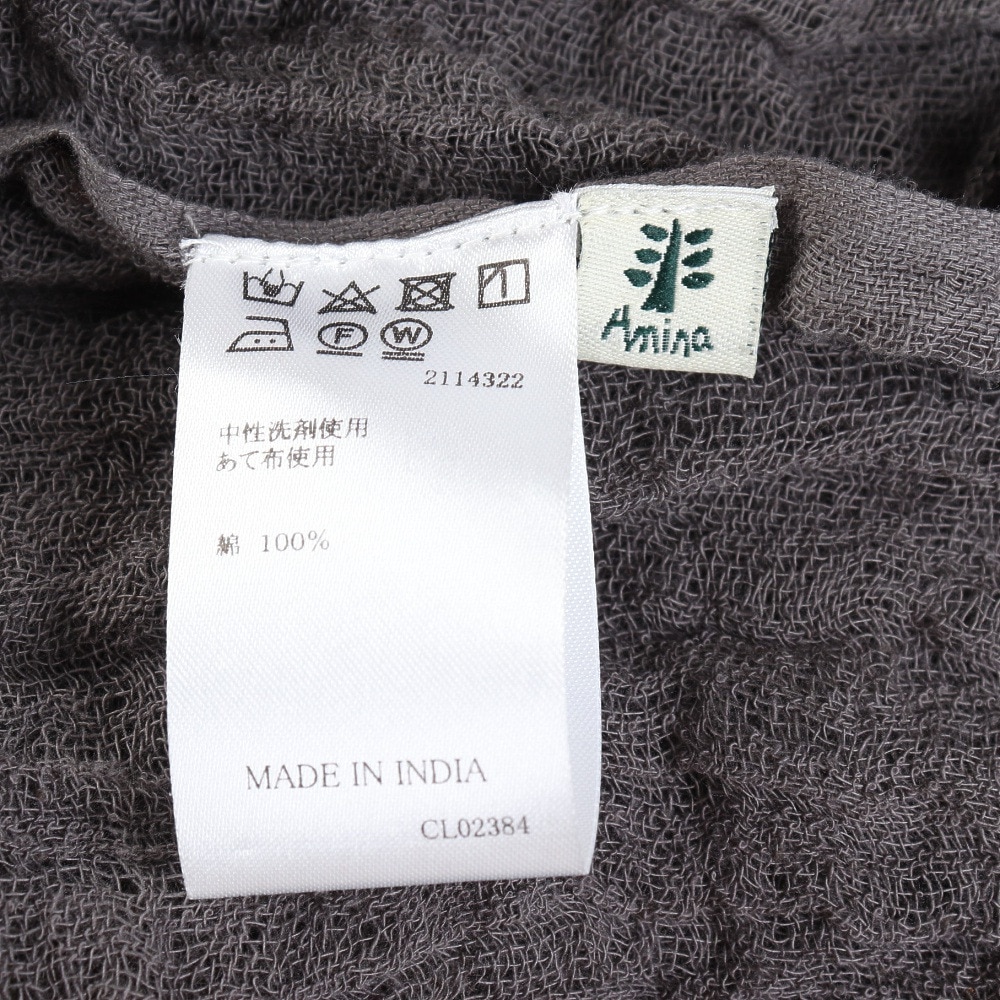 F W
2114322
中性洗剤使用
あて布使用
綿 100%
MADE IN INDIA
CL02384
Amina